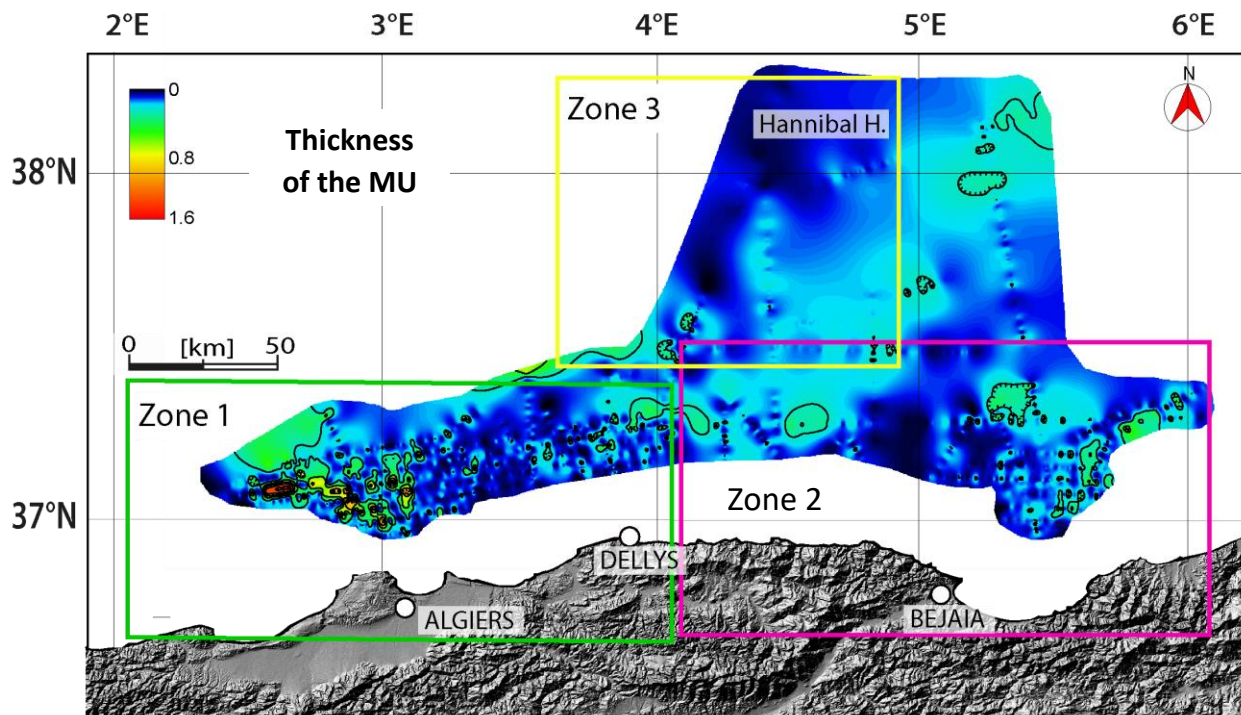 2°E 3°E 4°E 5°E 6°E
N
0
0.8
1.6
Thickness
of the MU
Zone 3
Hannibal H.
38°N
0 [km] 50
Zone 1
37°N
Zone 2
DELLYS
ALGIERS
BEJAIA